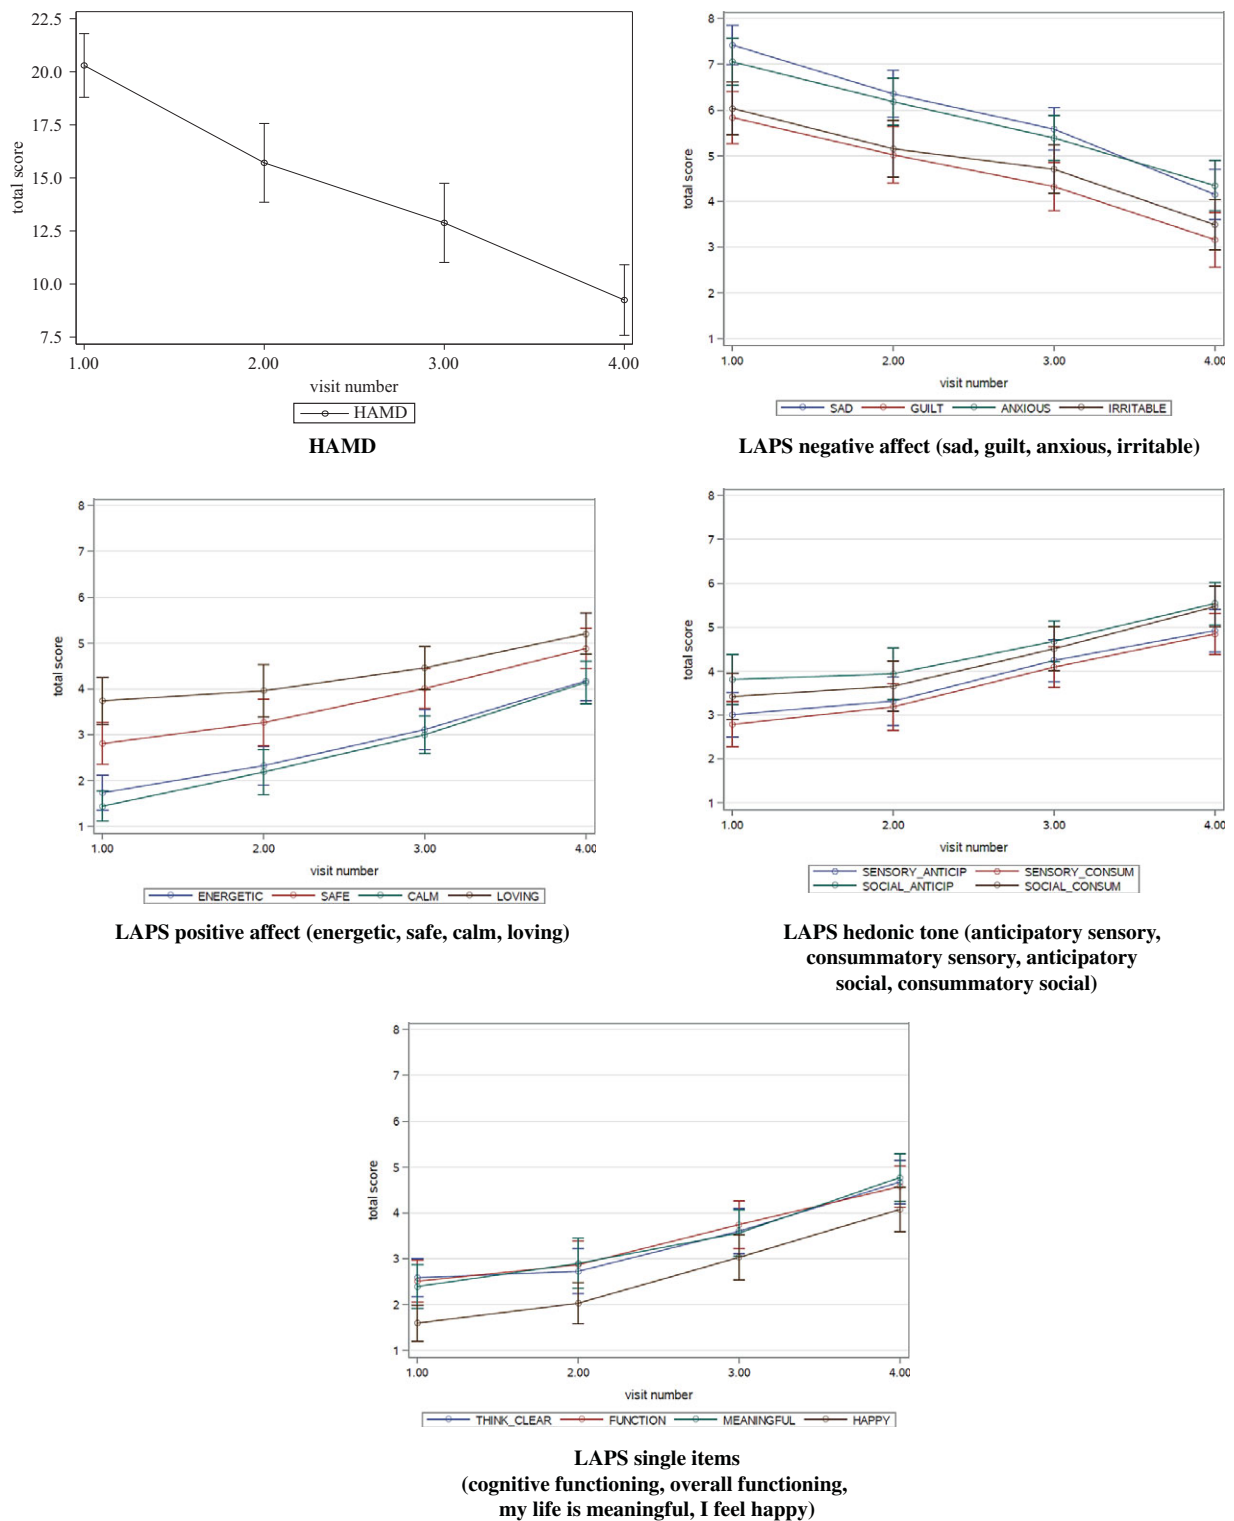 22.5
20.0
17.5
15.0
12.5
10.0
7.5
total score
1.00 2.00 3.00 4.00
visit number
HAMD
HAMD
8
7
6
5
4
3
2
1
total score
1.00 2.00 3.00 4.00
visit number
SAD GUILT ANXIOUS IRRITABLE
LAPS negative affect (sad, guilt, anxious, irritable)
8
7
6
5
4
3
2
1
total score
1.00 2.00 3.00 4.00
visit number
ENERGETIC SAFE CALM LOVING
LAPS positive affect (energetic, safe, calm, loving)
8
7
6
5
4
3
2
1
total score
1.00 2.00 3.00 4.00
visit number
SENSORY_ANTICIP SENSORY_CONSUM
SOCIAL_ANTICIP SOCIAL_CONSUM
LAPS hedonic tone (anticipatory sensory,
consummatory sensory, anticipatory
social, consummatory social)
8
7
6
5
4
3
2
1
total score
1.00 2.00 3.00 4.00
visit number
THINK_CLEAR FUNCTION MEANINGFUL HAPPY
LAPS single items
(cognitive functioning, overall functioning,
my life is meaningful, I feel happy)